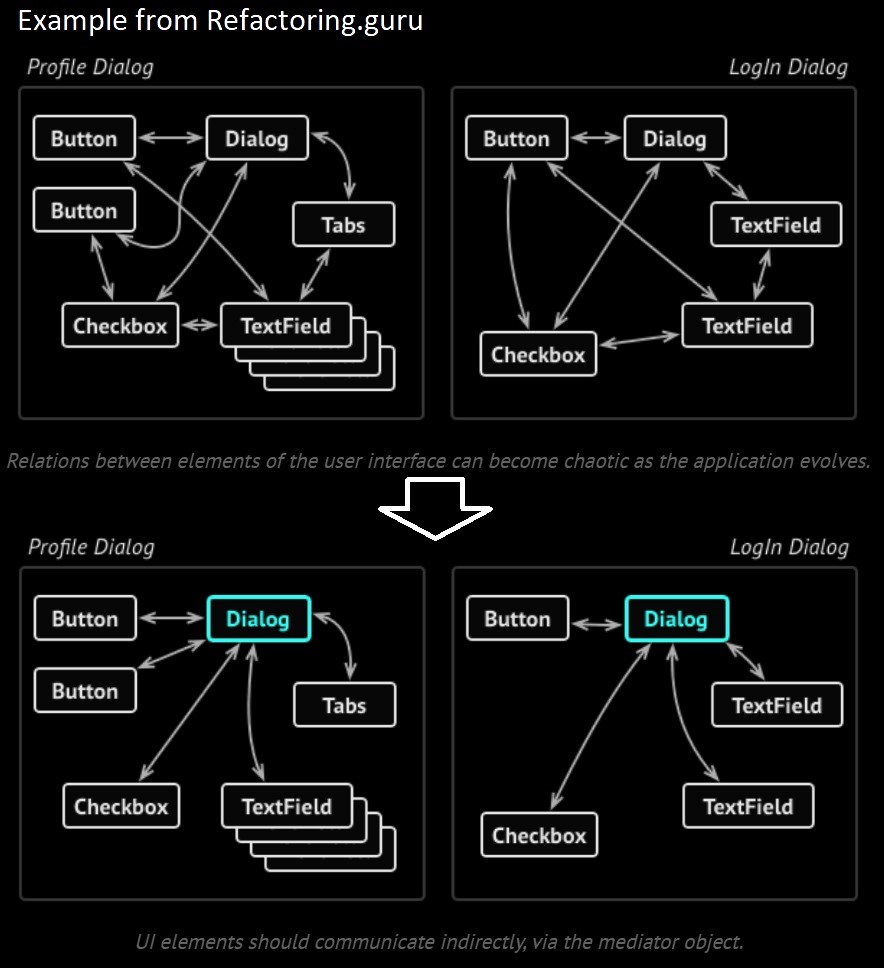 Example from Refactoring.guru
Profile Dialog
LogIn Dialog
Button
Dialog
Button
Dialog
Button
Tabs
TextField
Checkbox
TextField
TextField
Checkbox
Relations between elements of the user interface can become chaotic as the application evolves.
Profile Dialog
LogIn Dialog
Button
Dialog
Button
Dialog
Button
Tabs
TextField
Checkbox
TextField
TextField
Checkbox
UI elements should communicate indirectly, via the mediator object.